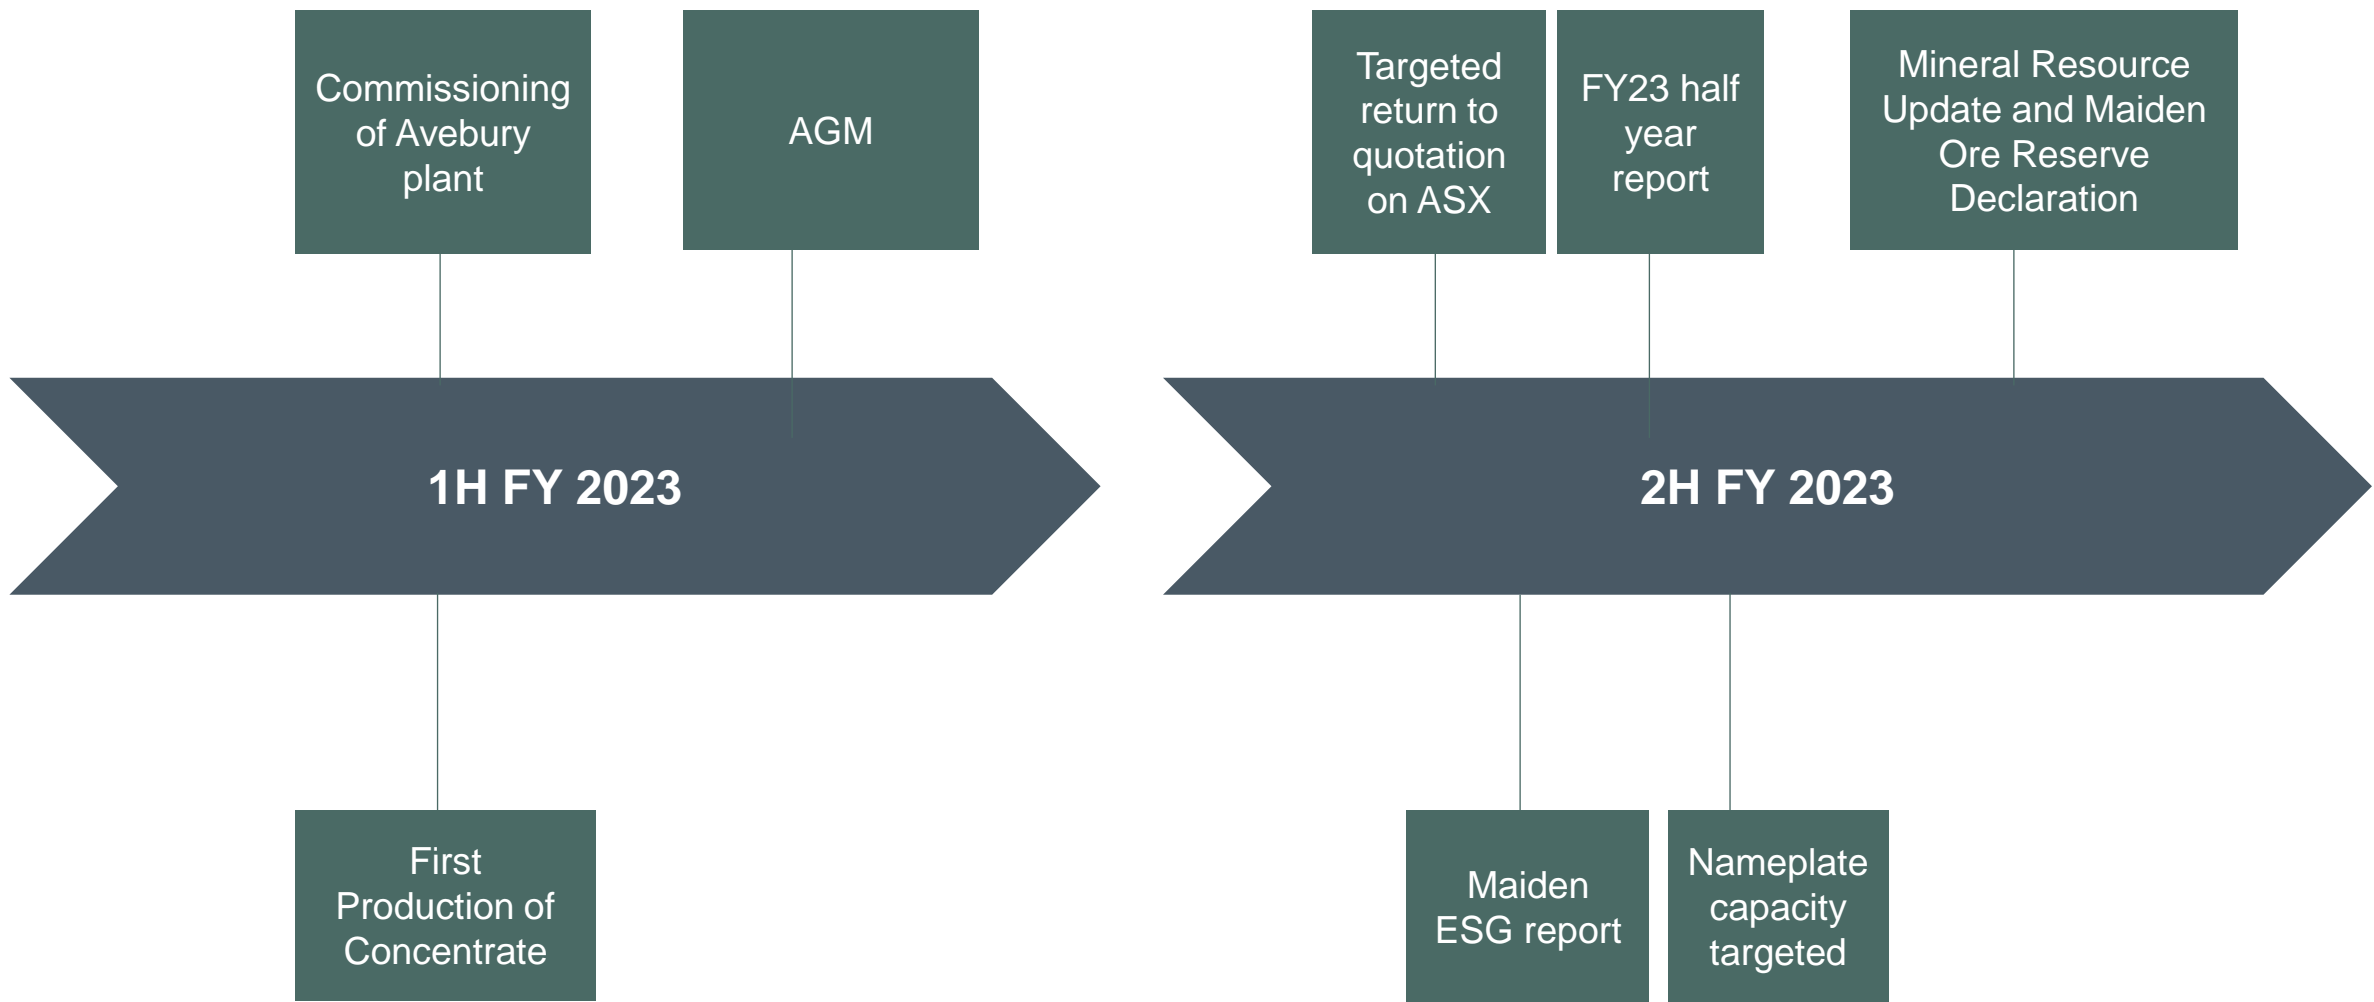 Commissioning
of Avebury
plant
AGM
Targeted
return to
quotation
on ASX
FY23 half
year
report
Mineral Resource
Update and Maiden
Ore Reserve
Declaration
1H FY 2023
2H FY 2023
First
Production of
Concentrate
Maiden
ESG report
Nameplate
capacity
targeted